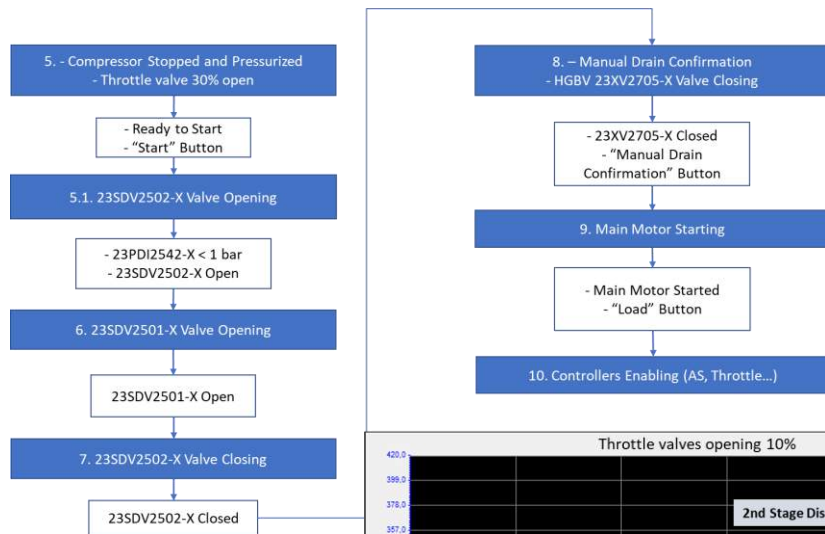 5. - Compressor Stopped and Pressurized
- Throttle valve 30% open
- Ready to Start
- “Start” Button
5.1. 23SDV2502-X Valve Opening
- 23PDI2542-X < 1 bar
- 23SDV2502-X Open
6. 23SDV2501-X Valve Opening
23SDV2501-X Open
7. 23SDV2502-X Valve Closing
23SDV2502-X Closed
8. – Manual Drain Confirmation
- HGBV 23XV2705-X Valve Closing
- 23XV2705-X Closed
- “Manual Drain
Confirmation” Button
9. Main Motor Starting
- Main Motor Started
- “Load” Button
10. Controllers Enabling (AS, Throttle…)
Throttle valves opening 10%
420,0
399,0
378,0
357,0
2nd Stage Dis